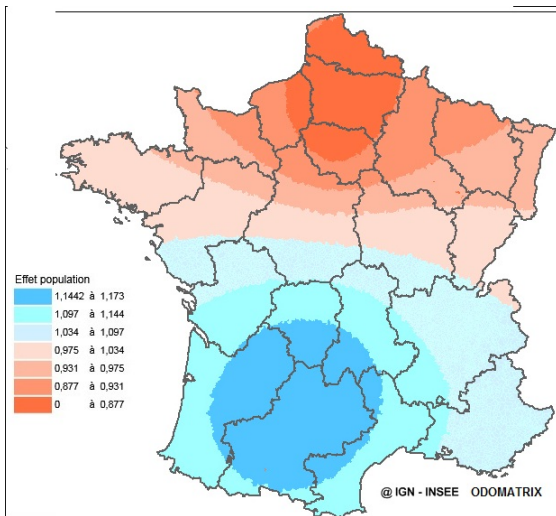 Effet population
1,1442 à 1,173
1,097 à 1,144
1,034 à 1,097
0,975 à 1,034
0,931 à 0,975
0,877 à 0,931
0 à 0,877
@ IGN - INSEE ODOMATRIX